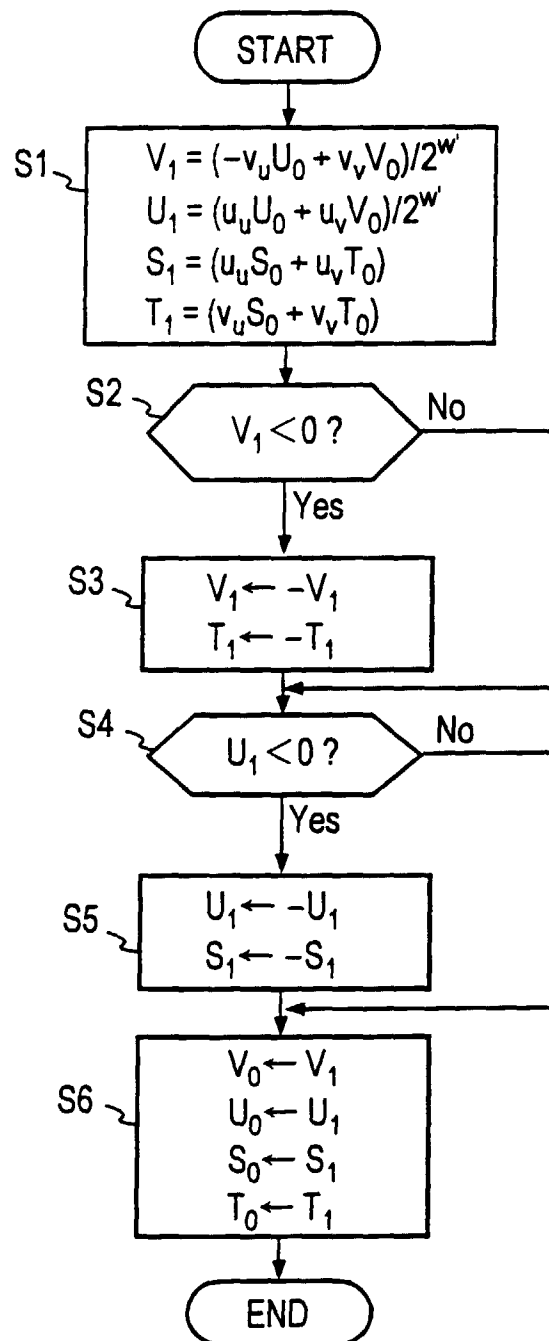 START
S1
V₁ = (-vᵤU₀ + vᵥV₀)/2^w'
U₁ = (uᵤU₀ + uᵥV₀)/2^w'
S₁ = (uᵤS₀ + uᵥT₀)
T₁ = (vᵤS₀ + vᵥT₀)
S2
V₁ < 0 ?
No
Yes
S3
V₁ ← -V₁
T₁ ← -T₁
S4
U₁ < 0 ?
No
Yes
S5
U₁ ← -U₁
S₁ ← -S₁
S6
V₀ ← V₁
U₀ ← U₁
S₀ ← S₁
T₀ ← T₁
END